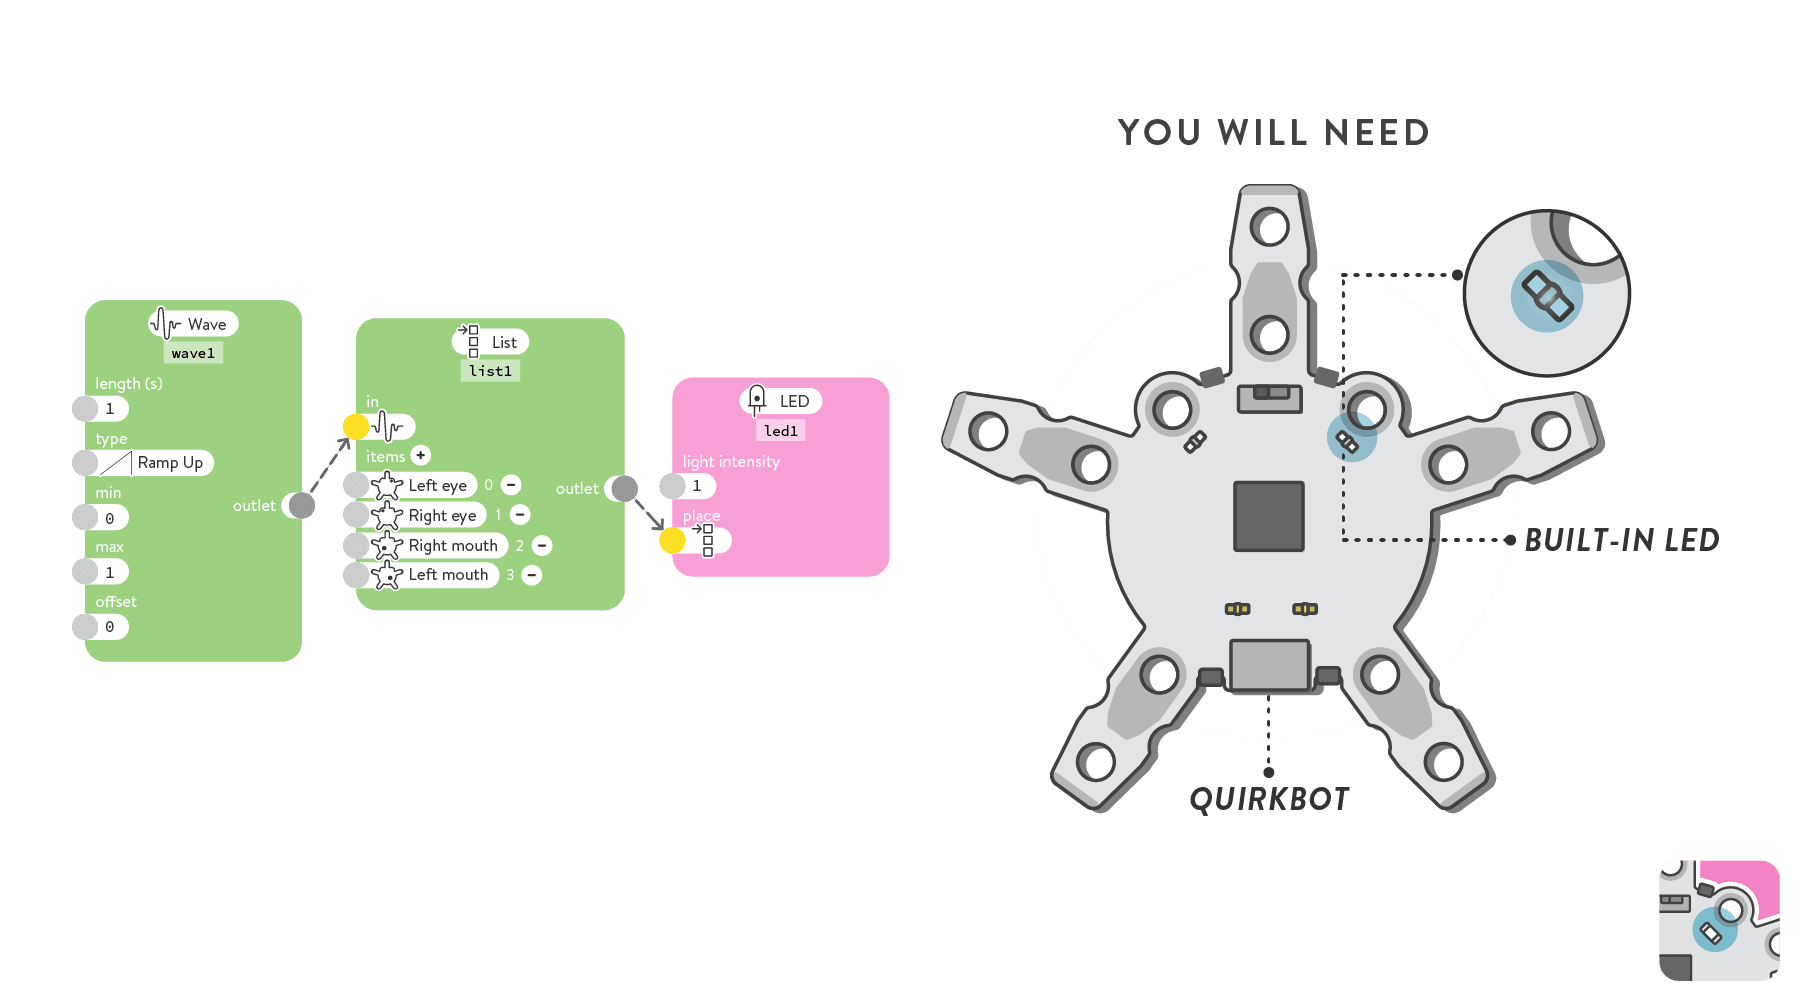 YOU WILL NEED
Wave
wave1
length (s)
1
type
Ramp Up
min
0
max
1
offset
0
outlet
List
list1
in
items +
Left eye 0 -
Right eye 1 -
Right mouth 2 -
Left mouth 3 -
outlet
LED
led1
light intensity
1
place
BUILT-IN LED
QUIRKBOT